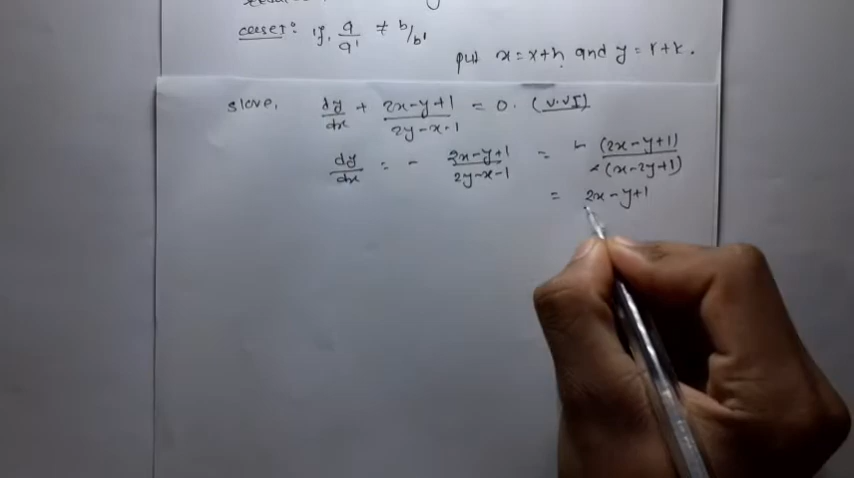 case1: if, a/a' ≠ b/b'
put x = x+h and y = Y+k.
slove, dy/dx + 2x-y+1/2y-x-1 = 0. (V.V.I)
dy/dx = - 2x-y+1/2y-x-1 = -(2x-y+1)/-(x-2y+1)
= 2x-y+1